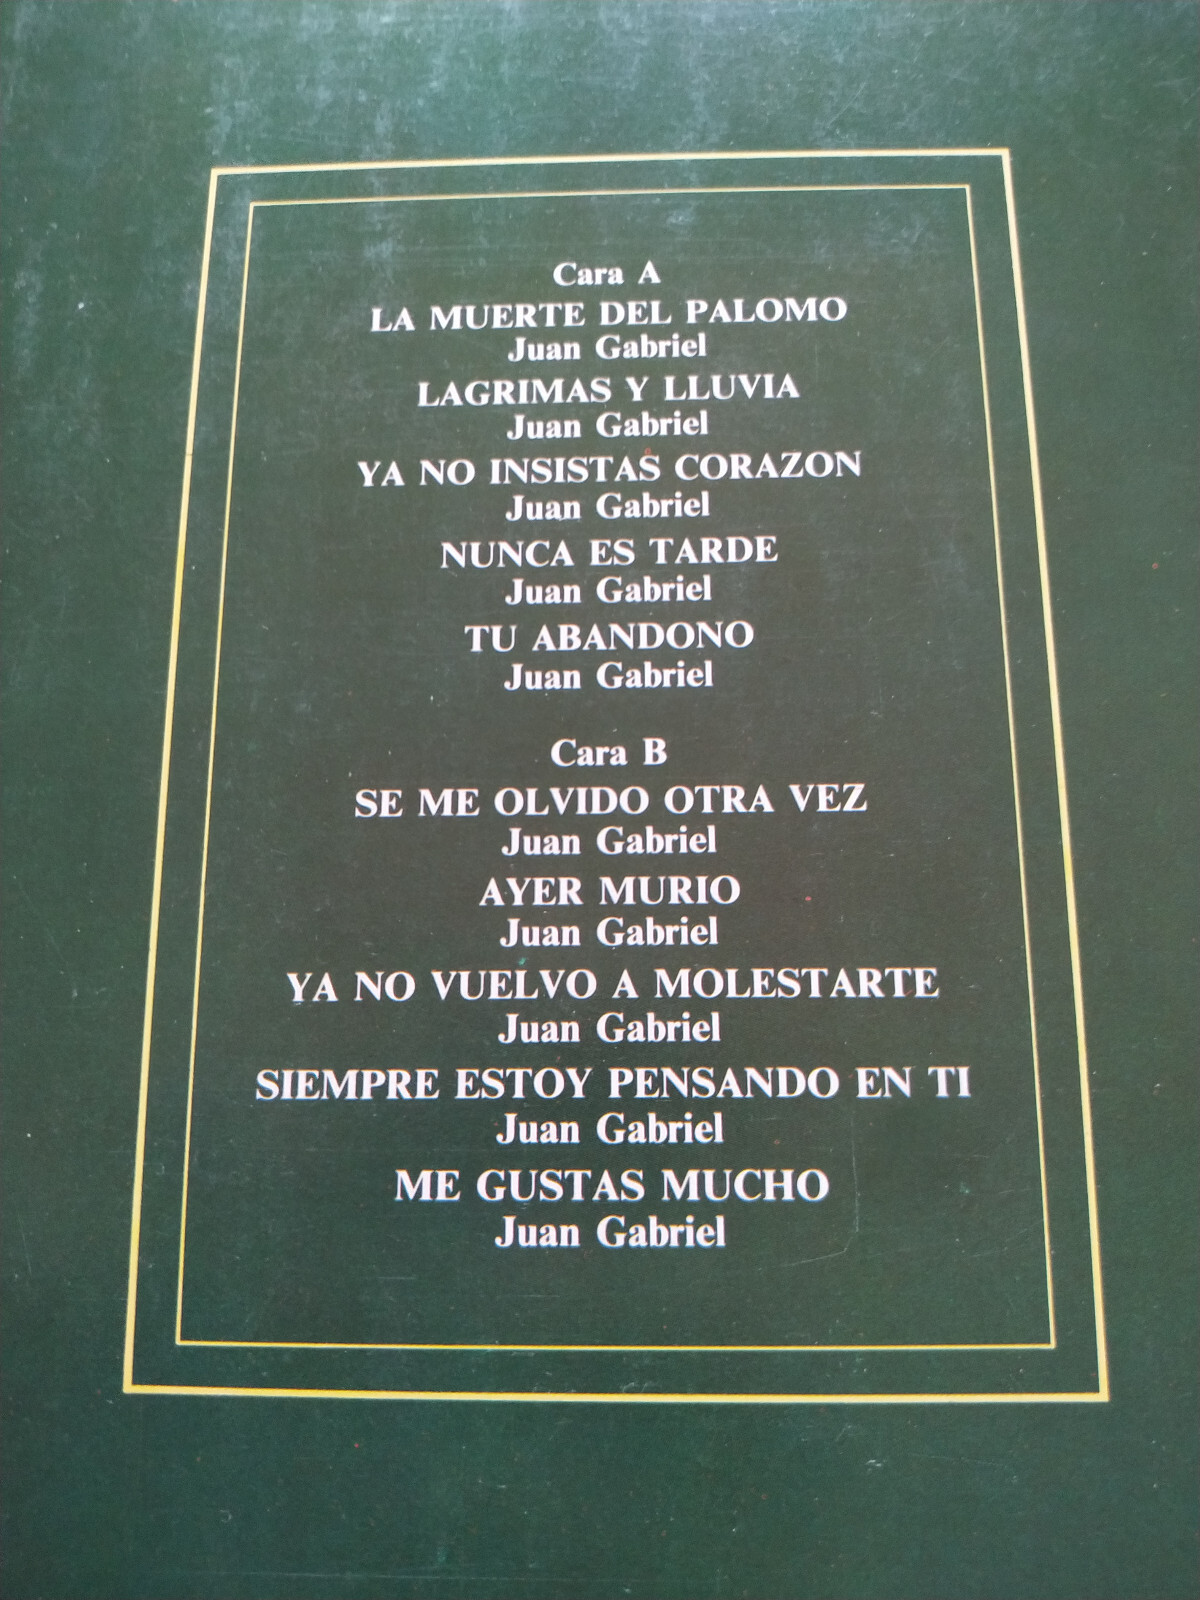 Cara A
LA MUERTE DEL PALOMO
Juan Gabriel
LAGRIMAS Y LLUVIA
Juan Gabriel
YA NO INSISTAS CORAZON
Juan Gabriel
NUNCA ES TARDE
Juan Gabriel
TU ABANDONO
Juan Gabriel
Cara B
SE ME OLVIDO OTRA VEZ
Juan Gabriel
AYER MURIO
Juan Gabriel
YA NO VUELVO A MOLESTARTE
Juan Gabriel
SIEMPRE ESTOY PENSANDO EN TI
Juan Gabriel
ME GUSTAS MUCHO
Juan Gabriel